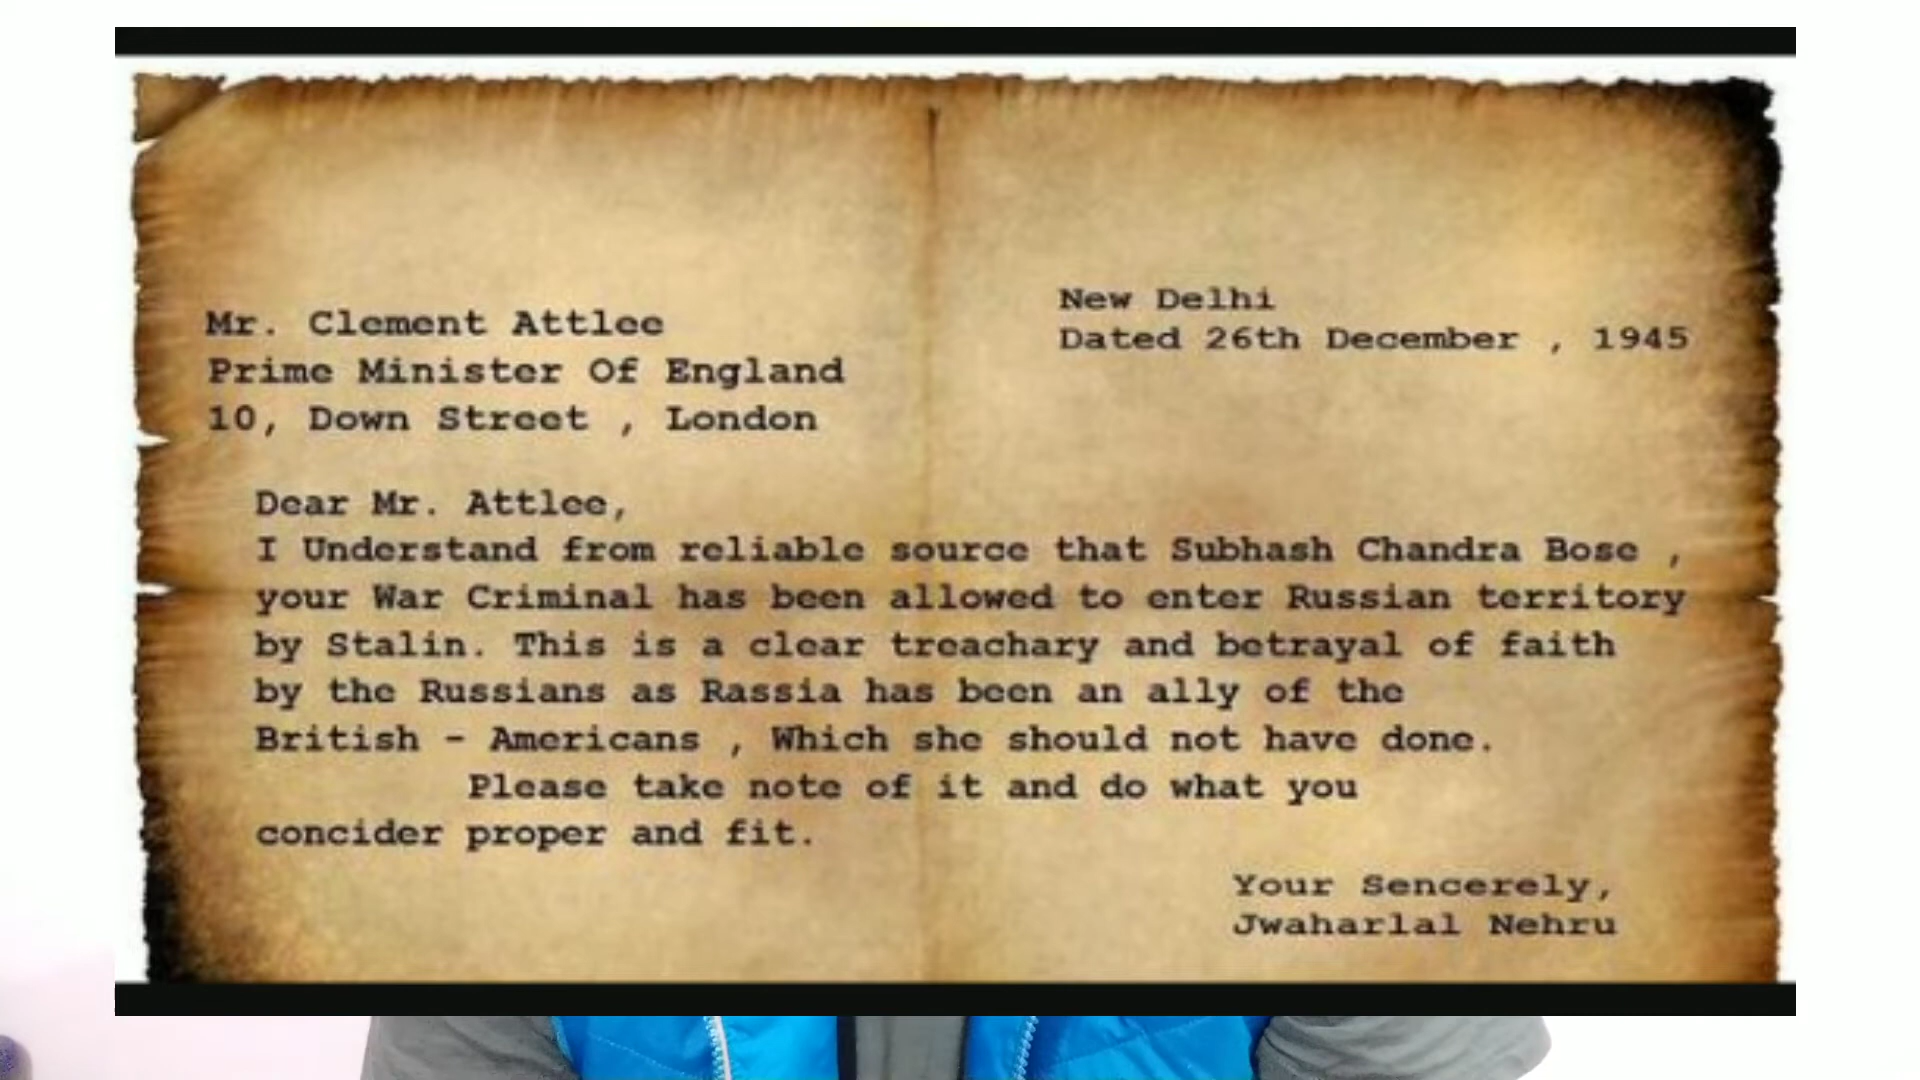 New Delhi
Dated 26th December , 1945
Mr. Clement Attlee
Prime Minister Of England
10, Down Street , London
Dear Mr. Attlee,
I Understand from reliable source that Subhash Chandra Bose ,
your War Criminal has been allowed to enter Russian territory
by Stalin. This is a clear treachary and betrayal of faith
by the Russians as Rassia has been an ally of the
British - Americans , Which she should not have done.
Please take note of it and do what you
concider proper and fit.
Your Sencerely,
Jwaharlal Nehru